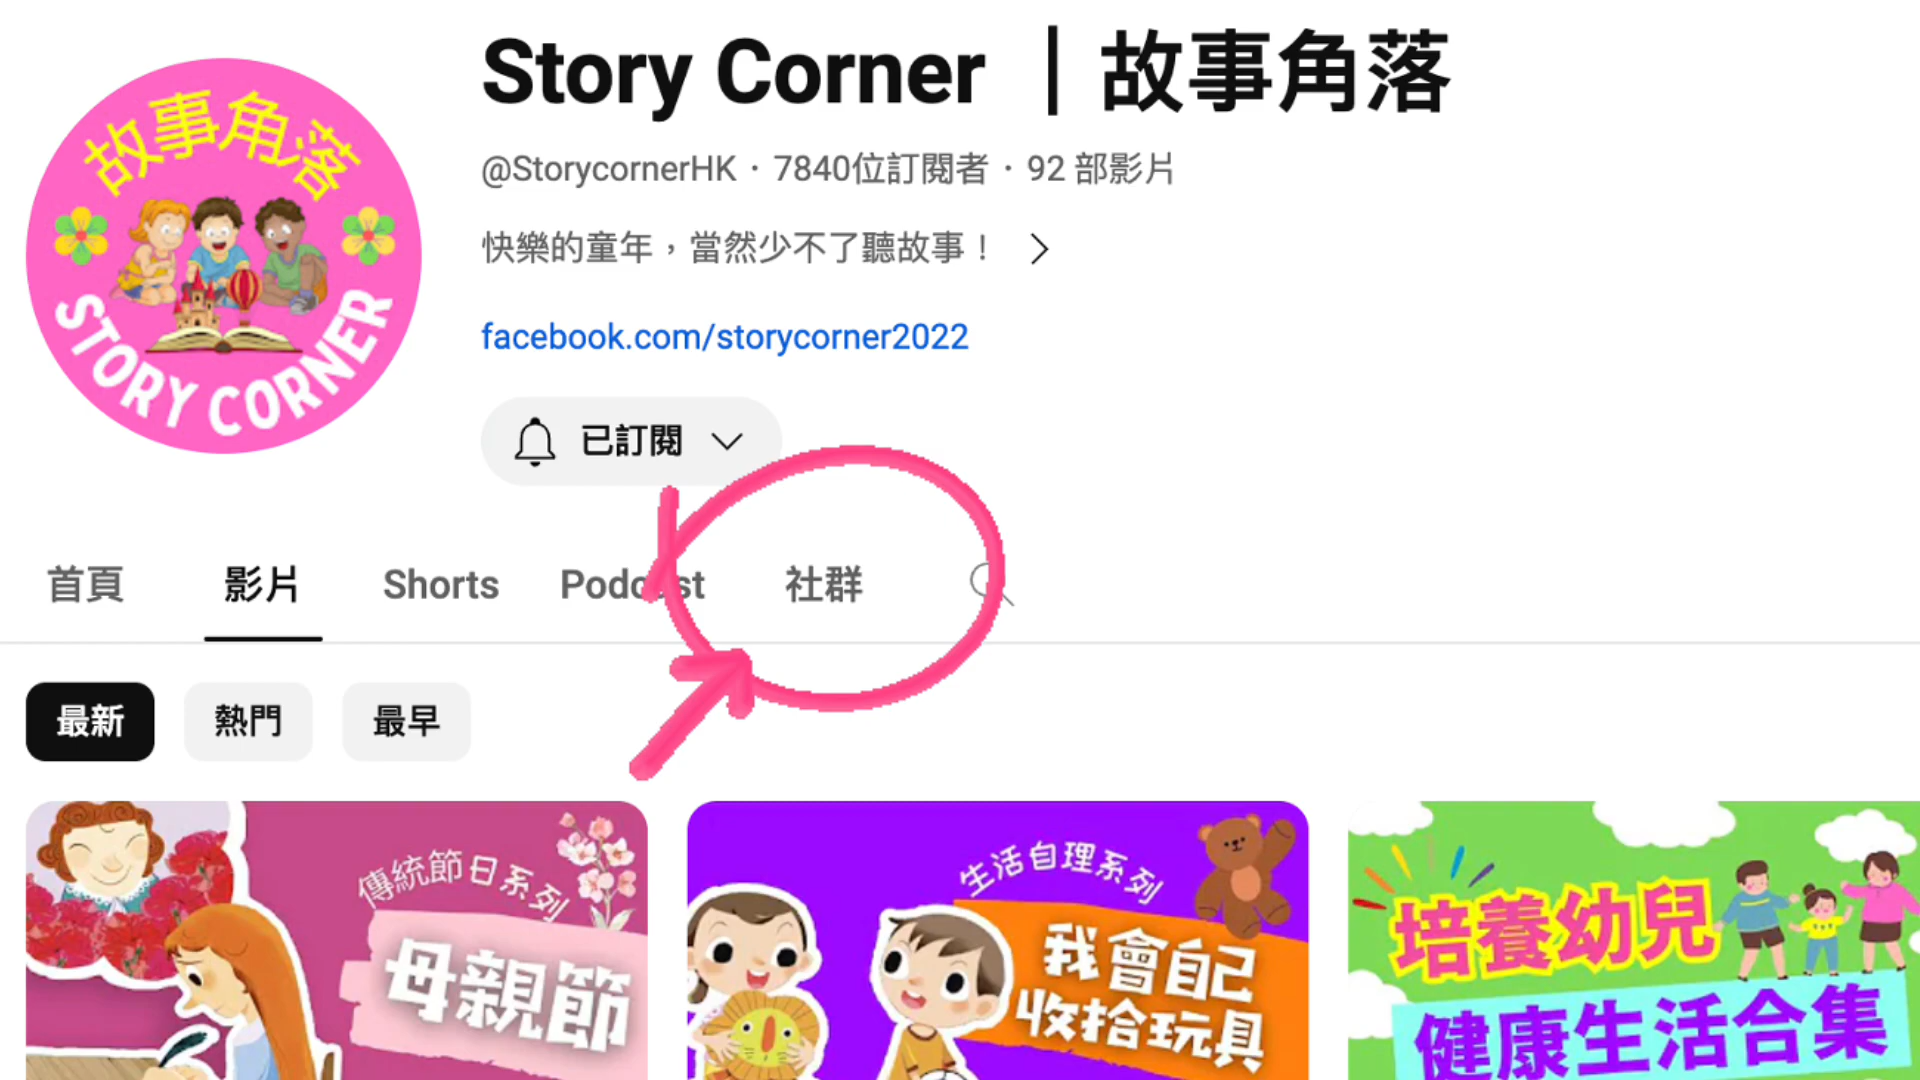 Story Corner ｜故事角落
@StorycornerHK · 7840位訂閱者 · 92 部影片
快樂的童年，當然少不了聽故事！
facebook.com/storycorner2022
故事角落
STORY CORNER
已訂閱
首頁 影片 Shorts Podcast 社群
最新 熱門 最早
傳統節日系列
母親節
生活自理系列
我會自己
收拾玩具
培養幼兒
健康生活合集